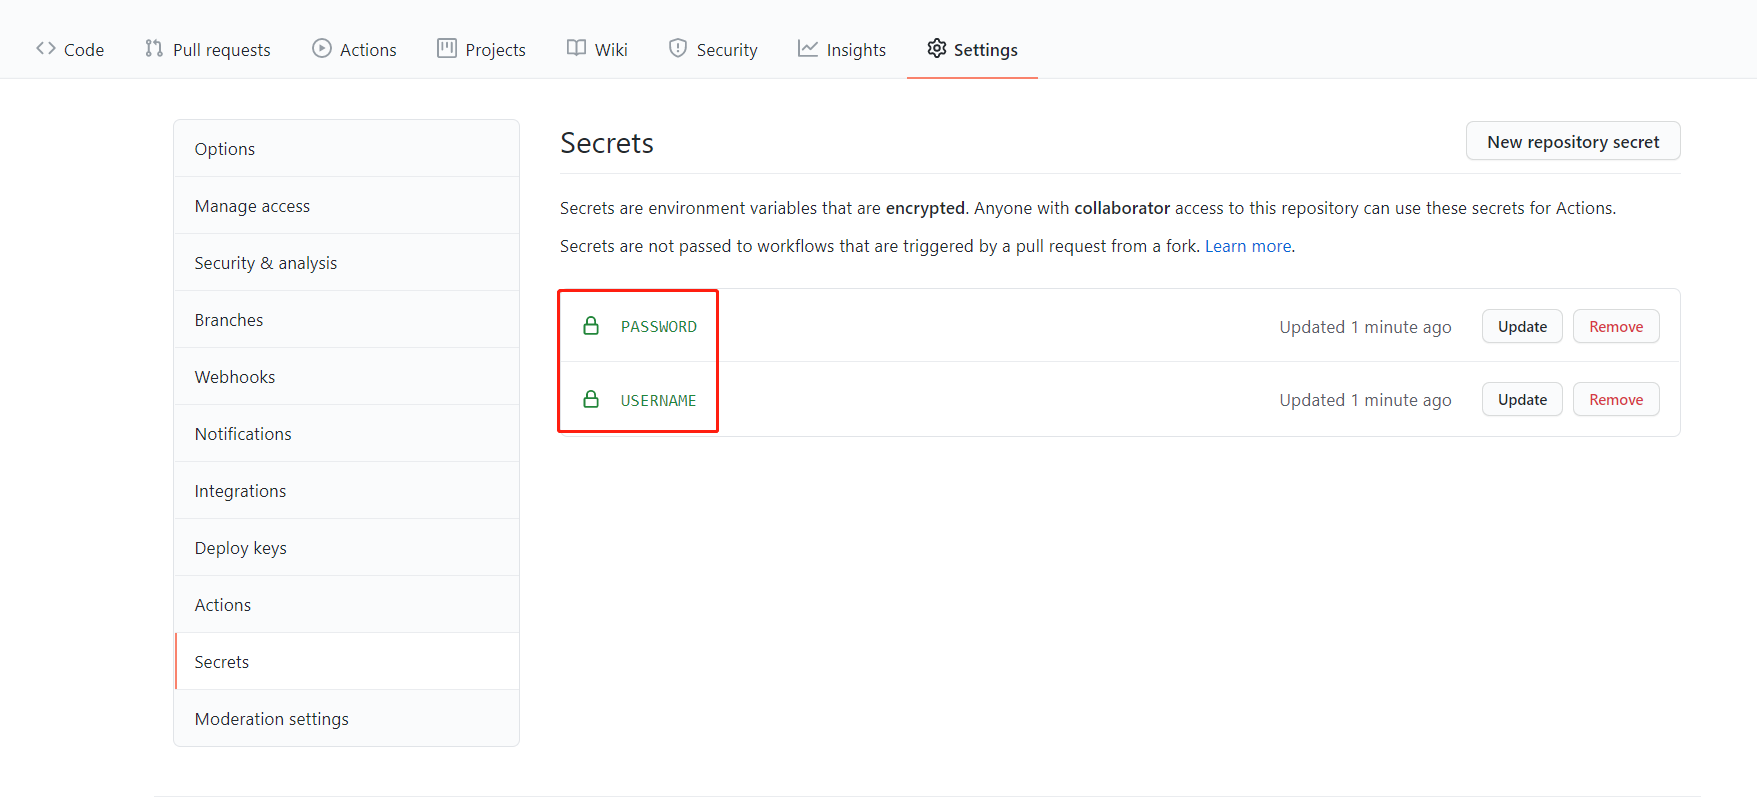 Code Pull requests Actions Projects Wiki Security Insights Settings
Options
Manage access
Security & analysis
Branches
Webhooks
Notifications
Integrations
Deploy keys
Actions
Secrets
Moderation settings
Secrets New repository secret
Secrets are environment variables that are encrypted. Anyone with collaborator access to this repository can use these secrets for Actions.
Secrets are not passed to workflows that are triggered by a pull request from a fork. Learn more.
PASSWORD Updated 1 minute ago Update Remove
USERNAME Updated 1 minute ago Update Remove